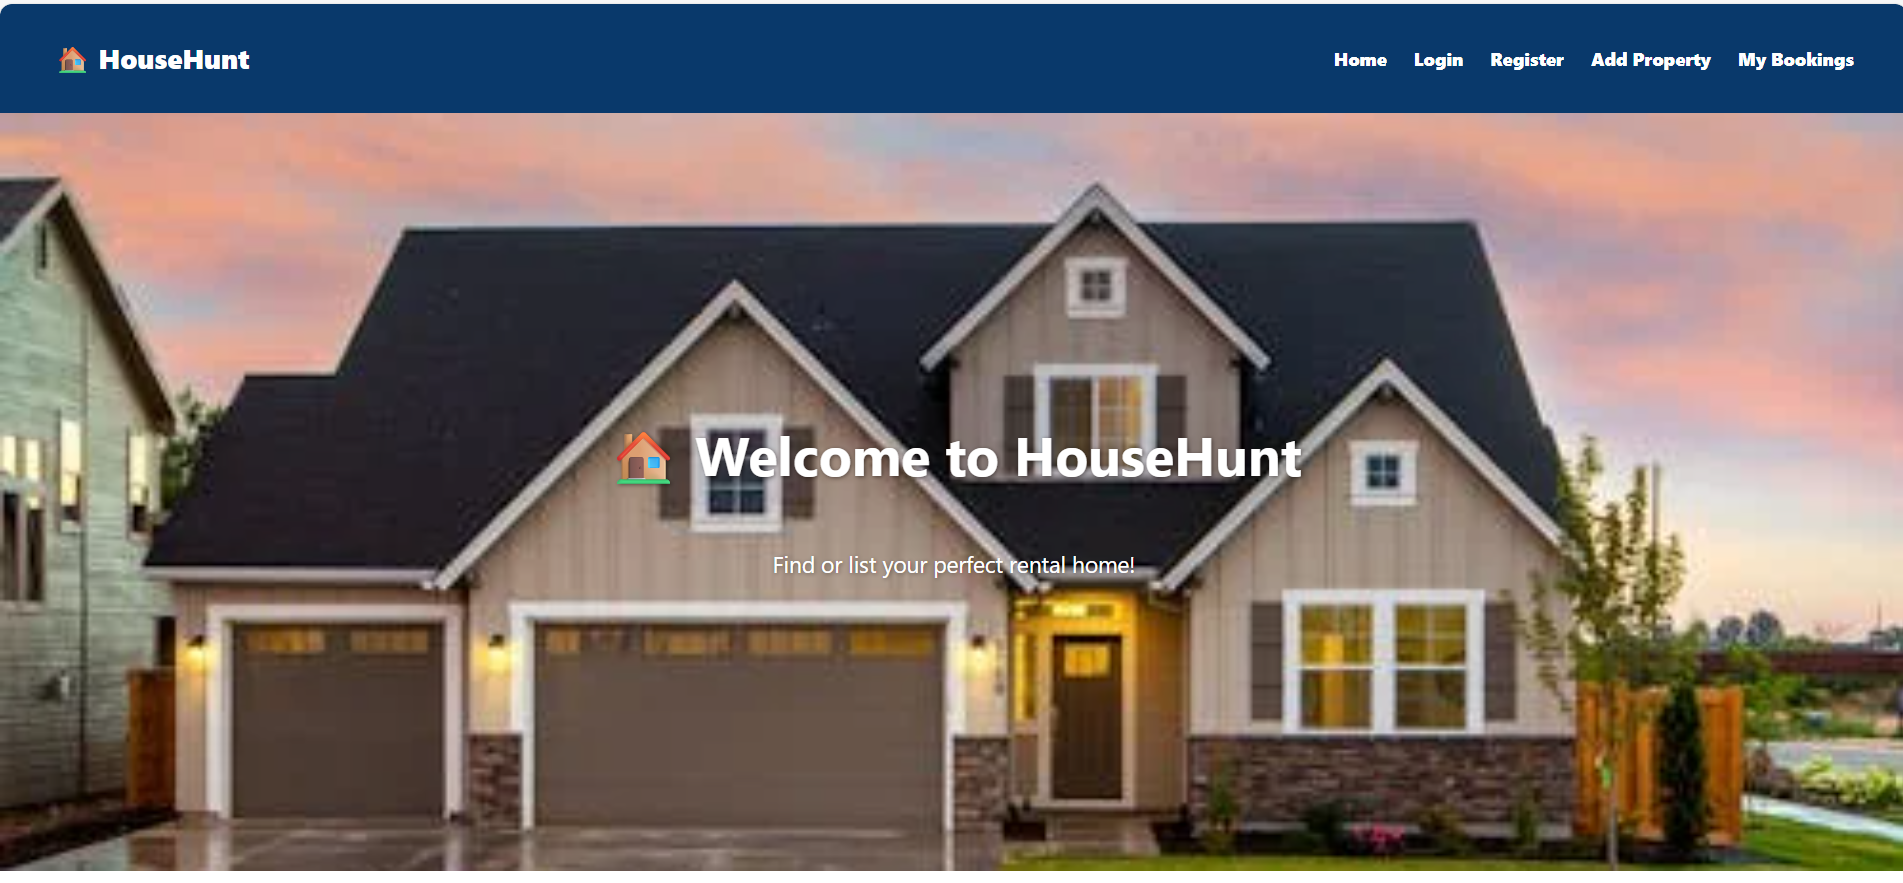 🏠 HouseHunt
Home Login Register Add Property My Bookings
🏠 Welcome to HouseHunt
Find or list your perfect rental home!